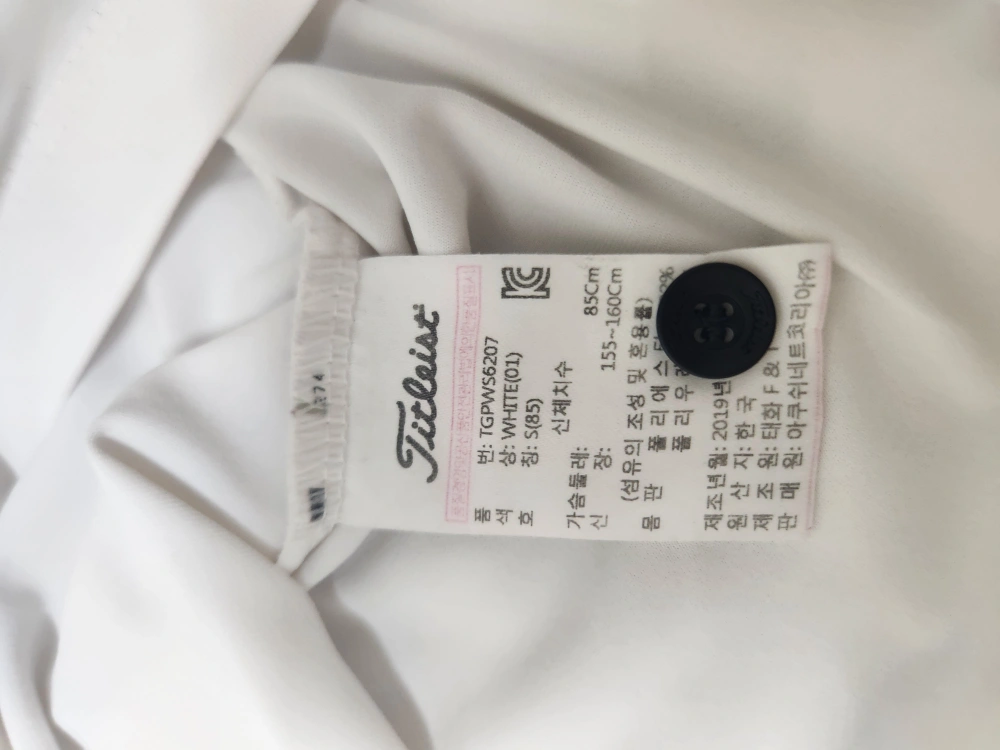 Titleist
품 번: TGPWS6207
색 상: WHITE(01)
호 칭: S(85)
신체치수
가슴둘레: 85Cm
신 장: 155~160Cm
(섬유의 조성 및 혼용률)
몸 판 폴 리 에 스
폴 리 우
제조년월: 2019년
원 산 지: 한 국
제 조 원: 태화 F &
판 매 원: 아쿠쉬네트코리아㈜